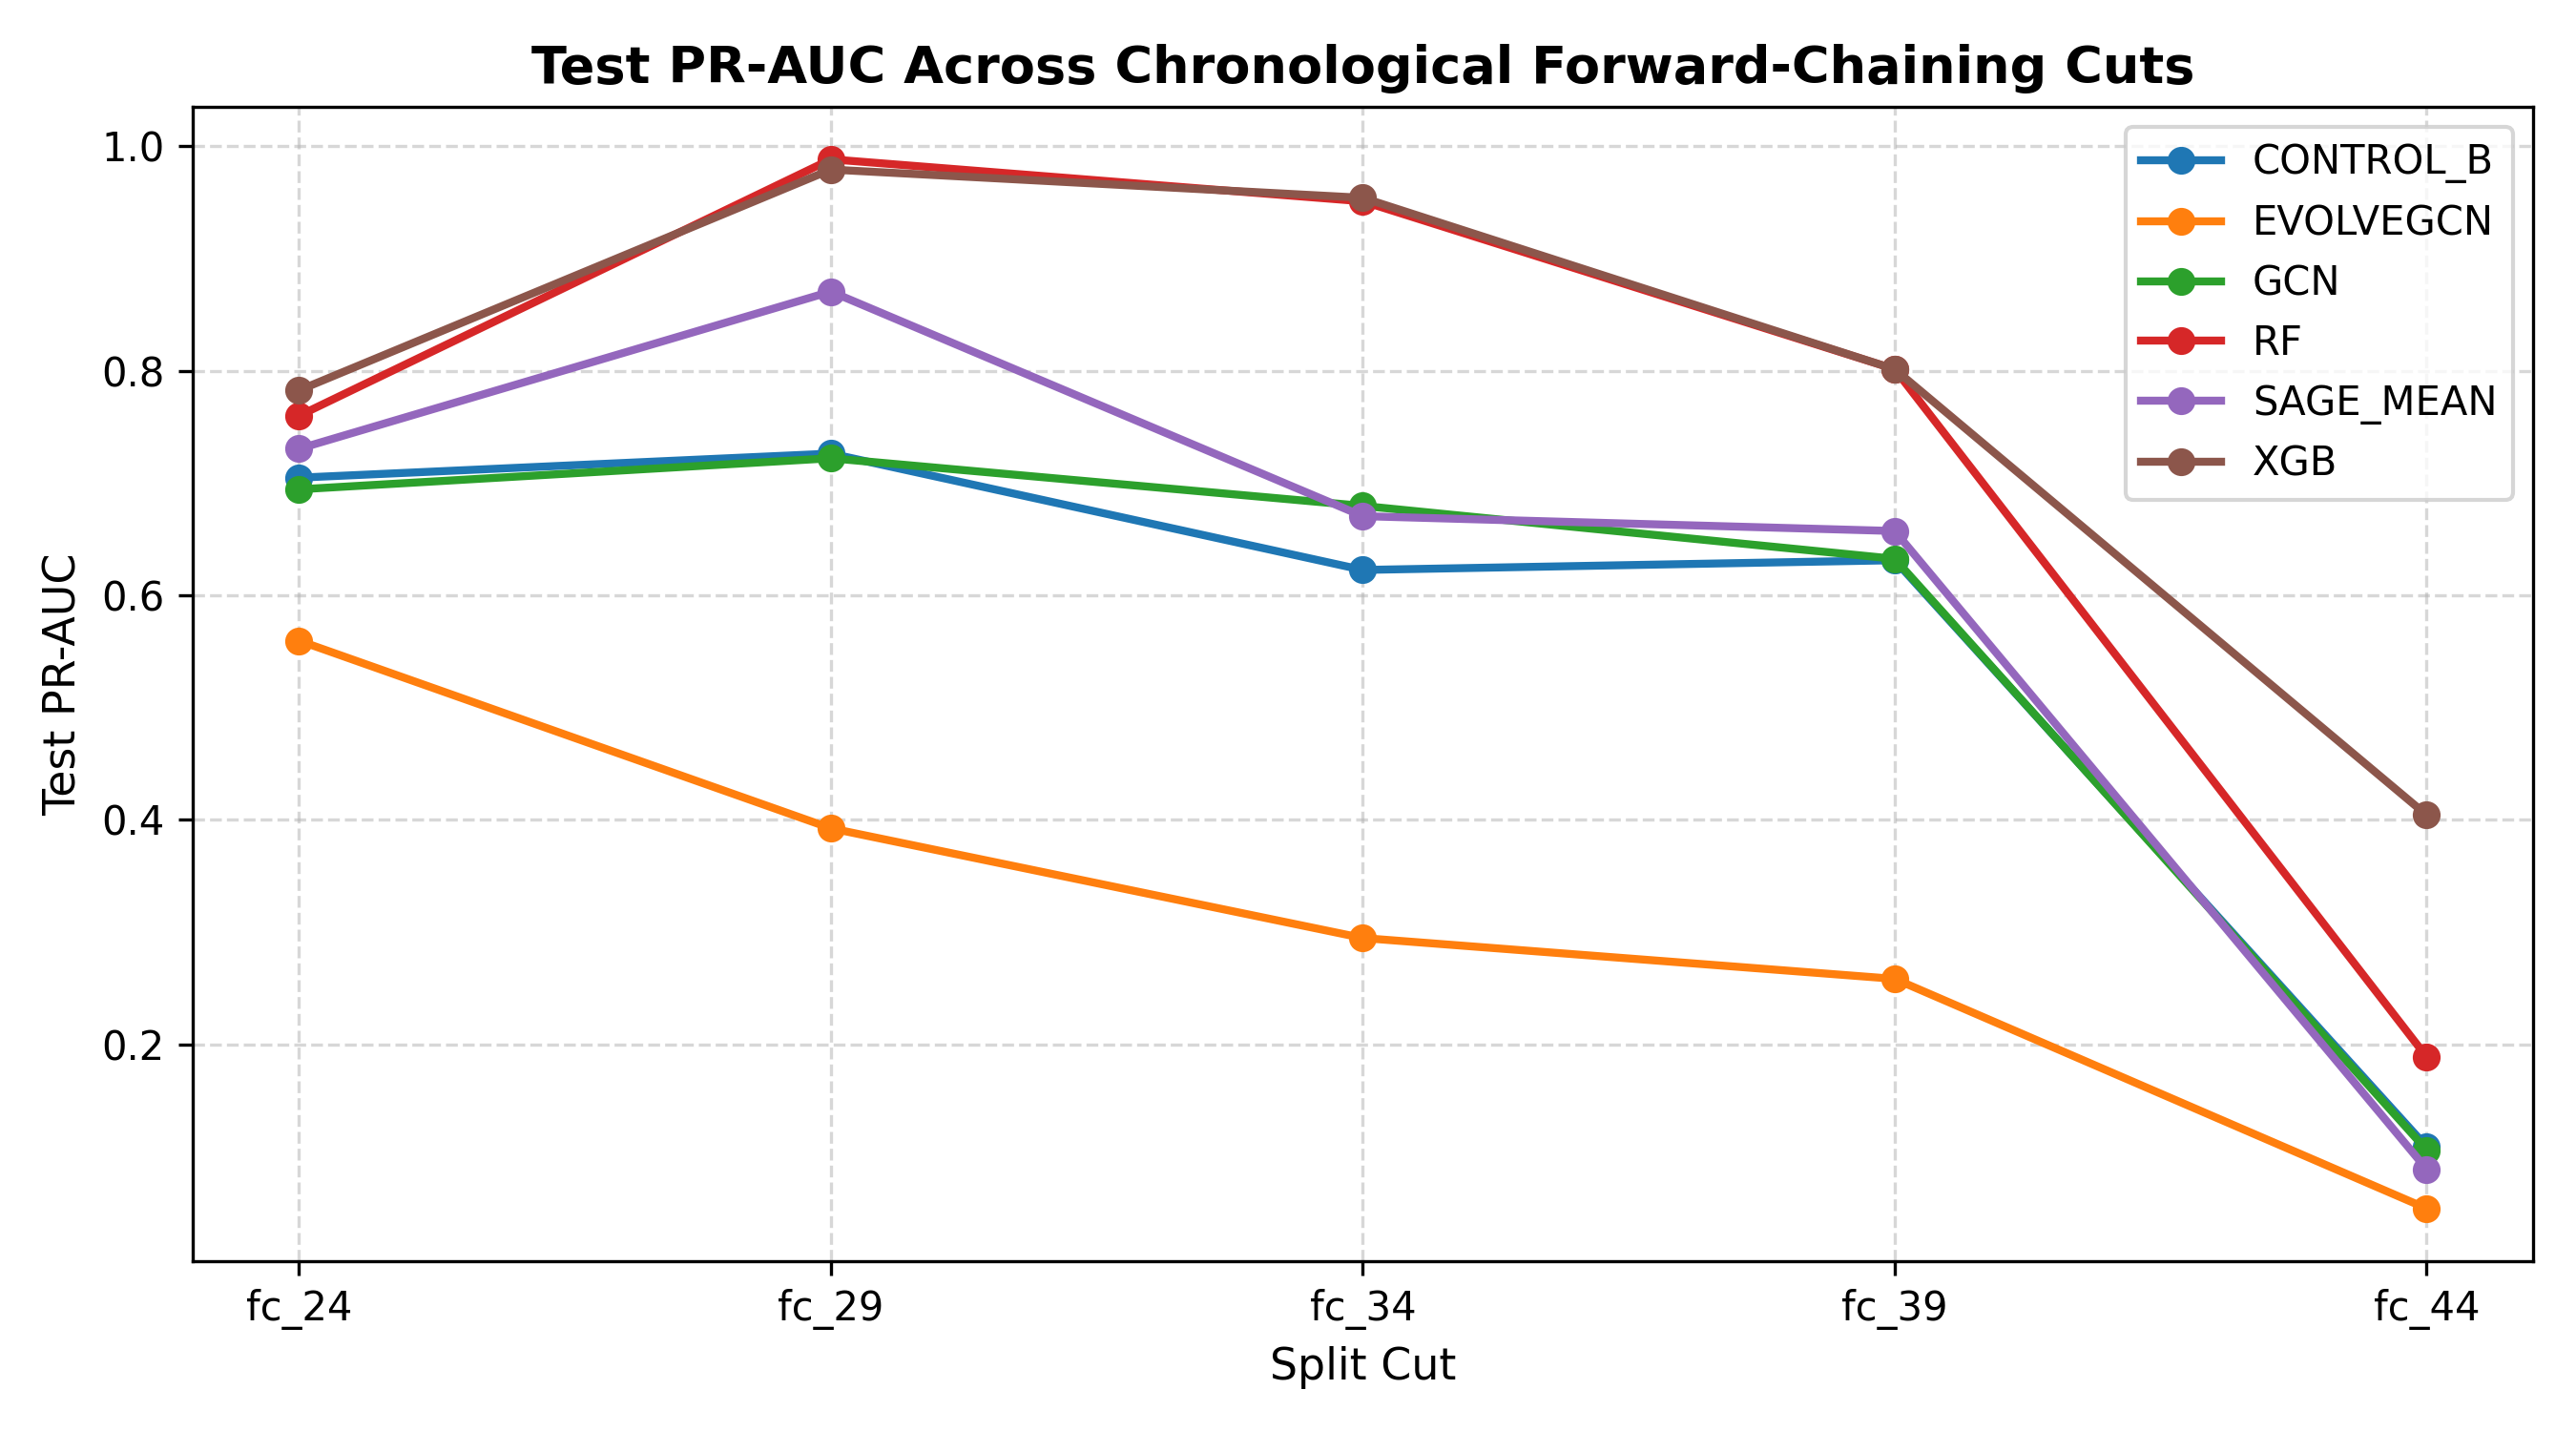 Test PR-AUC Across Chronological Forward-Chaining Cuts
1.0
0.8
0.6
0.4
0.2
Test PR-AUC
CONTROL_B
EVOLVEGCN
GCN
RF
SAGE_MEAN
XGB
fc_24 fc_29 fc_34 fc_39 fc_44
Split Cut